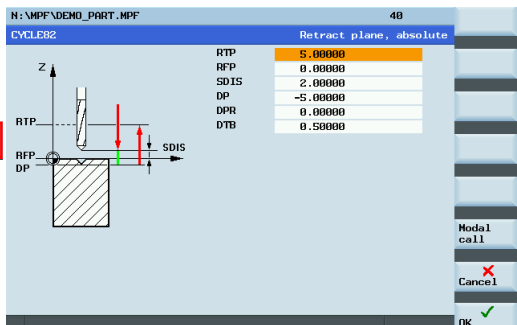 N:\MPF\DEMO_PART.MPF 40
CYCLE82 Retract plane, absolute
RTP 5.00000
RFP 0.00000
SDIS 2.00000
DP -5.00000
DPR 0.00000
DTB 0.50000
Z
RTP
SDIS
RFP
DP
Modal
call
Cancel
OK